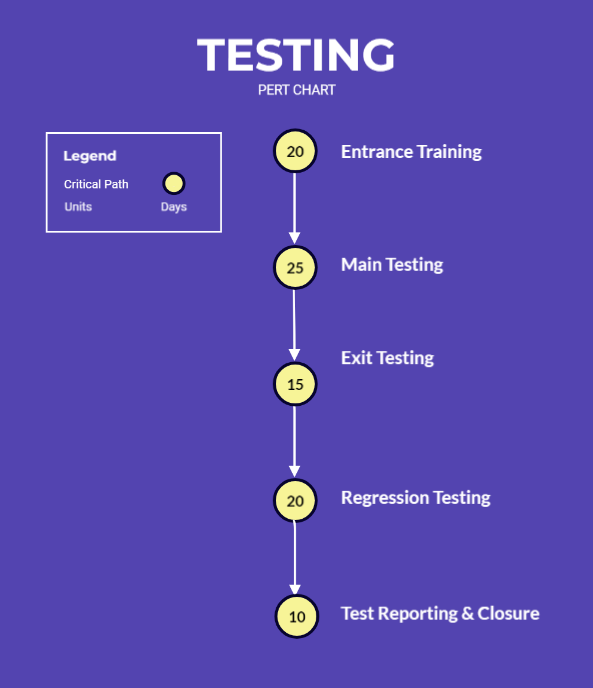 TESTING
PERT CHART
Legend
Critical Path
Units Days
20 Entrance Training
25 Main Testing
Exit Testing
15
20 Regression Testing
10 Test Reporting & Closure